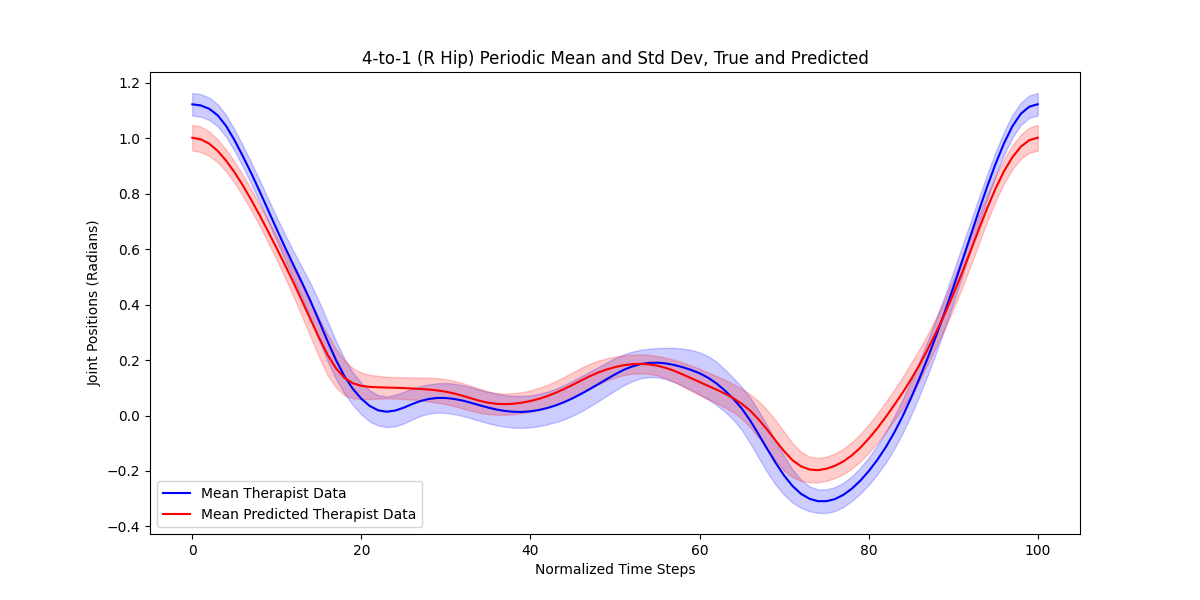 4-to-1 (R Hip) Periodic Mean and Std Dev, True and Predicted
1.2
1.0
0.8
0.6
0.4
0.2
0.0
−0.2
−0.4
Joint Positions (Radians)
Mean Therapist Data
Mean Predicted Therapist Data
0 20 40 60 80 100
Normalized Time Steps